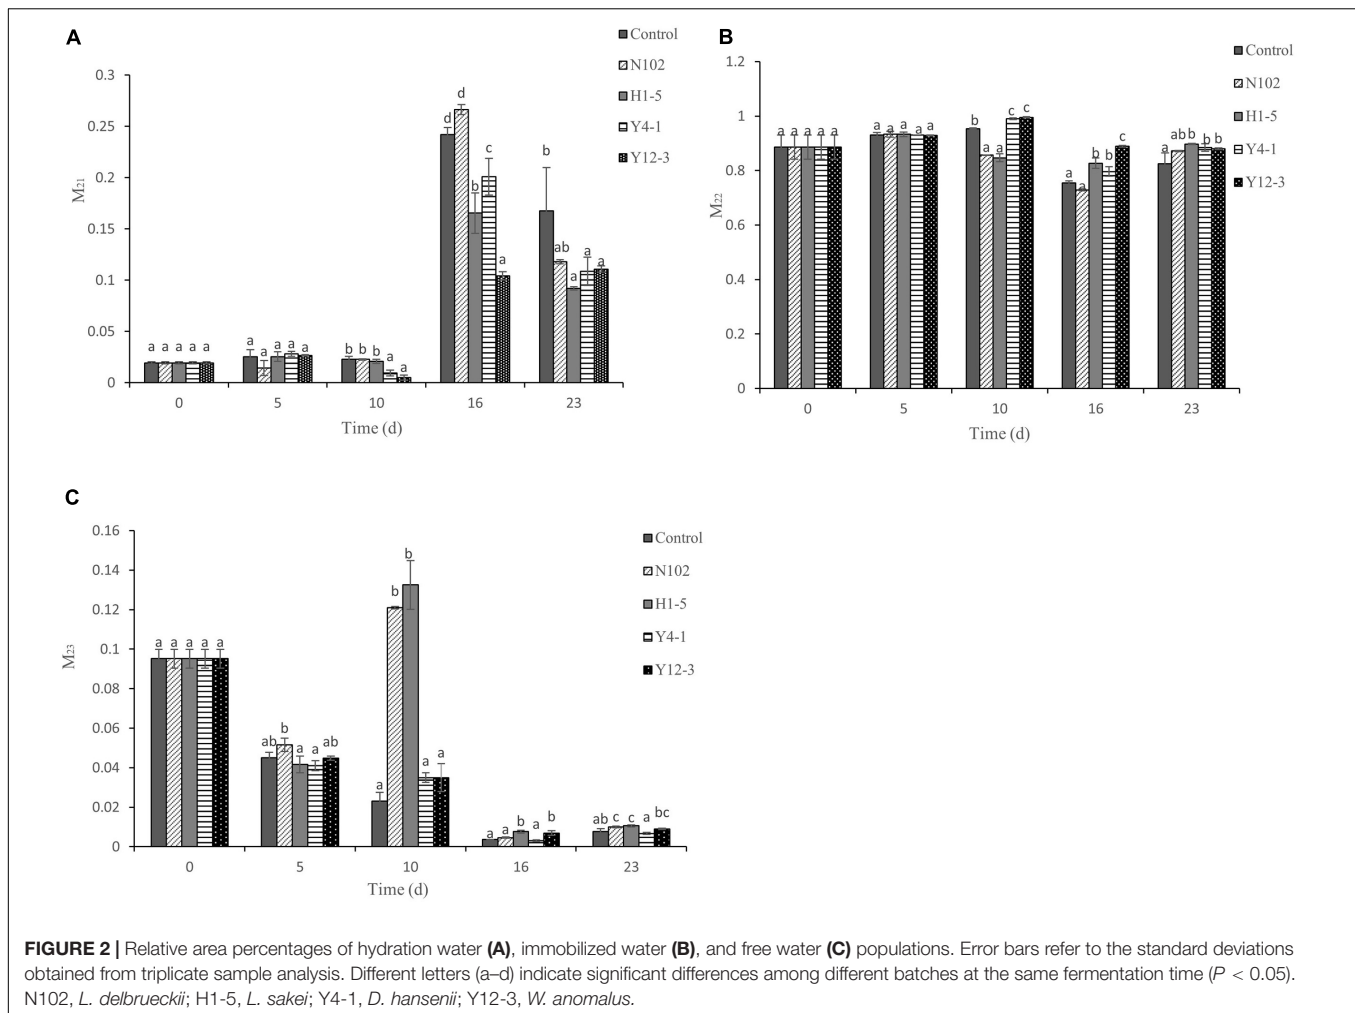 A
Control
N102
H1-5
Y4-1
Y12-3
0.3
0.25
0.2
0.15
0.1
0.05
0
M21
a a a a a
a a a a a
b b b a a
d d b c a
b ab a a a
0 5 10 16 23
Time (d)
B
Control
N102
H1-5
Y4-1
Y12-3
1.2
1
0.8
0.6
0.4
0.2
0
M22
a a a a a
a a a a a
b a a c c
a a b b c
a ab b b b
0 5 10 16 23
Time (d)
C
Control
N102
H1-5
Y4-1
Y12-3
0.16
0.14
0.12
0.1
0.08
0.06
0.04
0.02
0
M23
a a a a a
ab b a a ab
a b b a a
a a b a b
ab c c a bc
0 5 10 16 23
Time (d)
FIGURE 2 | Relative area percentages of hydration water (A), immobilized water (B), and free water (C) populations. Error bars refer to the standard deviations
obtained from triplicate sample analysis. Different letters (a–d) indicate significant differences among different batches at the same fermentation time (P < 0.05).
N102, L. delbrueckii; H1-5, L. sakei; Y4-1, D. hansenii; Y12-3, W. anomalus.